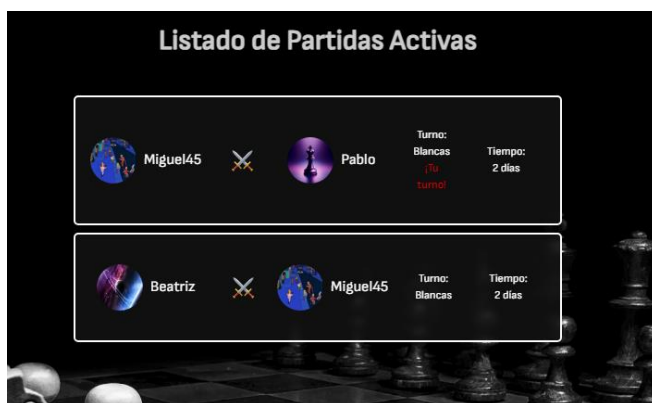 Listado de Partidas Activas
Miguel45
Pablo
Turno:
Blancas
¡Tu
turno!
Tiempo:
2 días
Beatriz
Miguel45
Turno:
Blancas
Tiempo:
2 días